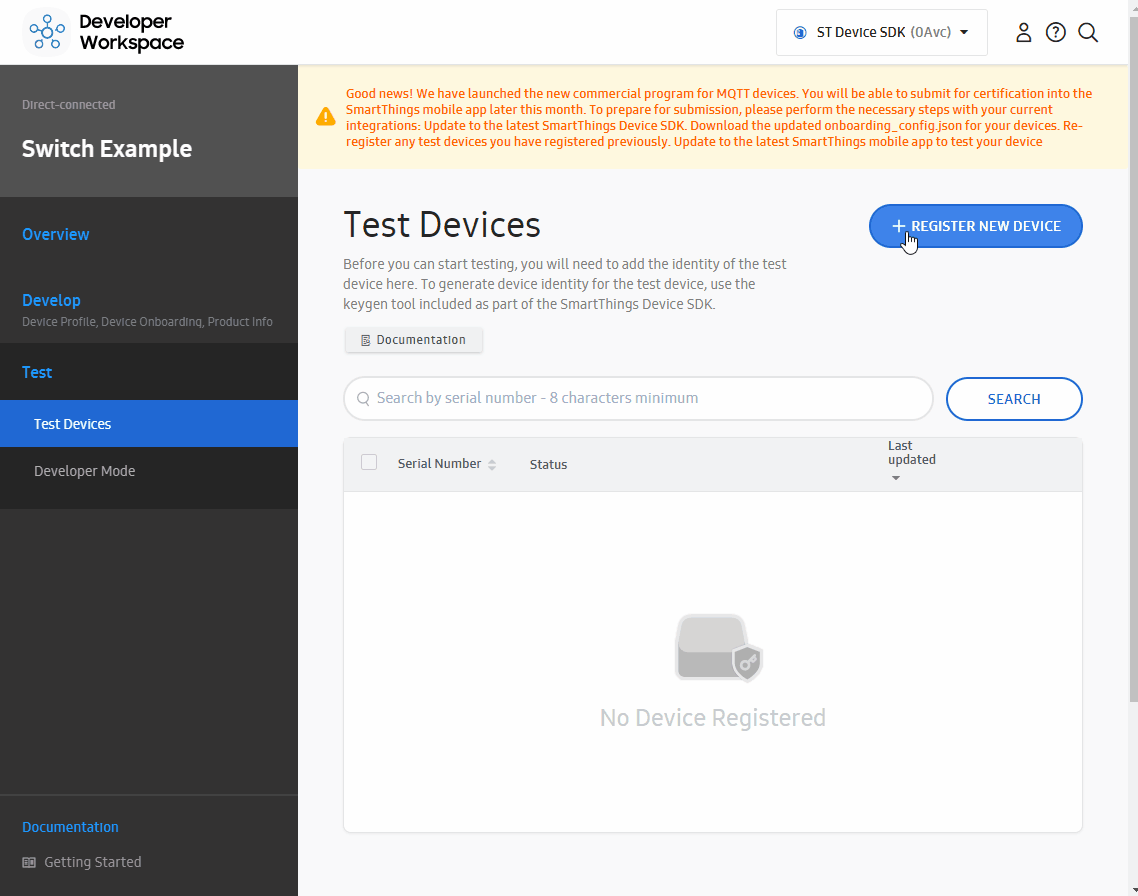 Developer
Workspace
ST Device SDK (0Avc)
Direct-connected
Switch Example
Overview
Develop
Device Profile, Device Onboarding, Product Info
Test
Test Devices
Developer Mode
Documentation
Getting Started
Good news! We have launched the new commercial program for MQTT devices. You will be able to submit for certification into the
SmartThings mobile app later this month. To prepare for submission, please perform the necessary steps with your current
integrations: Update to the latest SmartThings Device SDK. Download the updated onboarding_config.json for your devices. Re-
register any test devices you have registered previously. Update to the latest SmartThings mobile app to test your device
Test Devices
+ REGISTER NEW DEVICE
Before you can start testing, you will need to add the identity of the test
device here. To generate device identity for the test device, use the
keygen tool included as part of the SmartThings Device SDK.
Documentation
Search by serial number - 8 characters minimum
SEARCH
Serial Number
Status
Last
updated
No Device Registered